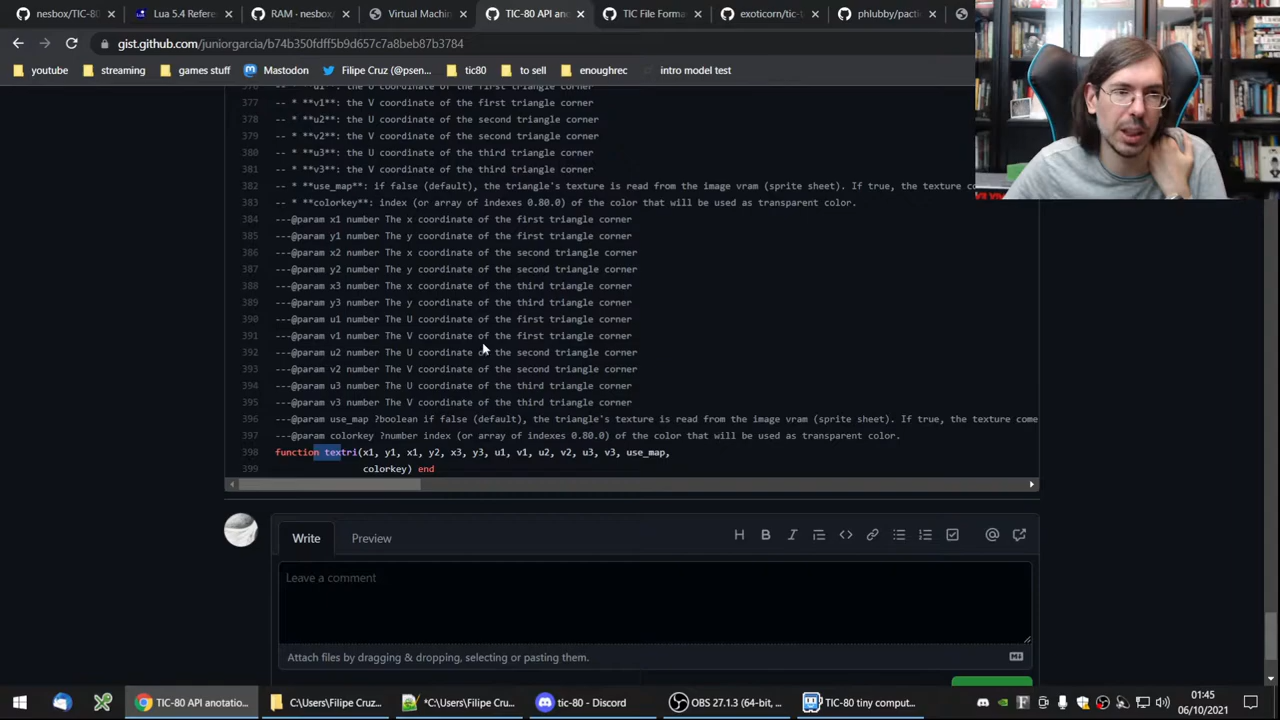 nesbox/TIC-80
Lua 5.4 Refere
RAM · nesbox/
Virtual Machin
TIC-80 API ano
TIC File Forma
exoticorn/tic-
phlubby/pactic
gist.github.com/juniorgarcia/b74b350fdff5b9d657c7a8beb87b3784
youtube streaming games stuff Mastodon Filipe Cruz (@psen... tic80 to sell enoughrec intro model test
377 -- * **v1**: the V coordinate of the first triangle corner
378 -- * **u2**: the U coordinate of the second triangle corner
379 -- * **v2**: the V coordinate of the second triangle corner
380 -- * **u3**: the U coordinate of the third triangle corner
381 -- * **v3**: the V coordinate of the third triangle corner
382 -- * **use_map**: if false (default), the triangle's texture is read from the image vram (sprite sheet). If true, the texture co
383 -- * **colorkey**: index (or array of indexes 0.80.0) of the color that will be used as transparent color.
384 ---@param x1 number The x coordinate of the first triangle corner
385 ---@param y1 number The y coordinate of the first triangle corner
386 ---@param x2 number The x coordinate of the second triangle corner
387 ---@param y2 number The y coordinate of the second triangle corner
388 ---@param x3 number The x coordinate of the third triangle corner
389 ---@param y3 number The y coordinate of the third triangle corner
390 ---@param u1 number The U coordinate of the first triangle corner
391 ---@param v1 number The V coordinate of the first triangle corner
392 ---@param u2 number The U coordinate of the second triangle corner
393 ---@param v2 number The V coordinate of the second triangle corner
394 ---@param u3 number The U coordinate of the third triangle corner
395 ---@param v3 number The V coordinate of the third triangle corner
396 ---@param use_map ?boolean if false (default), the triangle's texture is read from the image vram (sprite sheet). If true, the texture come
397 ---@param colorkey ?number index (or array of indexes 0.80.0) of the color that will be used as transparent color.
398 function textri(x1, y1, x1, y2, x3, y3, u1, v1, u2, v2, u3, v3, use_map,
399 colorkey) end
Write Preview
Leave a comment
Attach files by dragging & dropping, selecting or pasting them.
TIC-80 API anotatio... C:\Users\Filipe Cruz... *C:\Users\Filipe Cru... tic-80 - Discord OBS 27.1.3 (64-bit, ... TIC-80 tiny comput...
01:45
06/10/2021